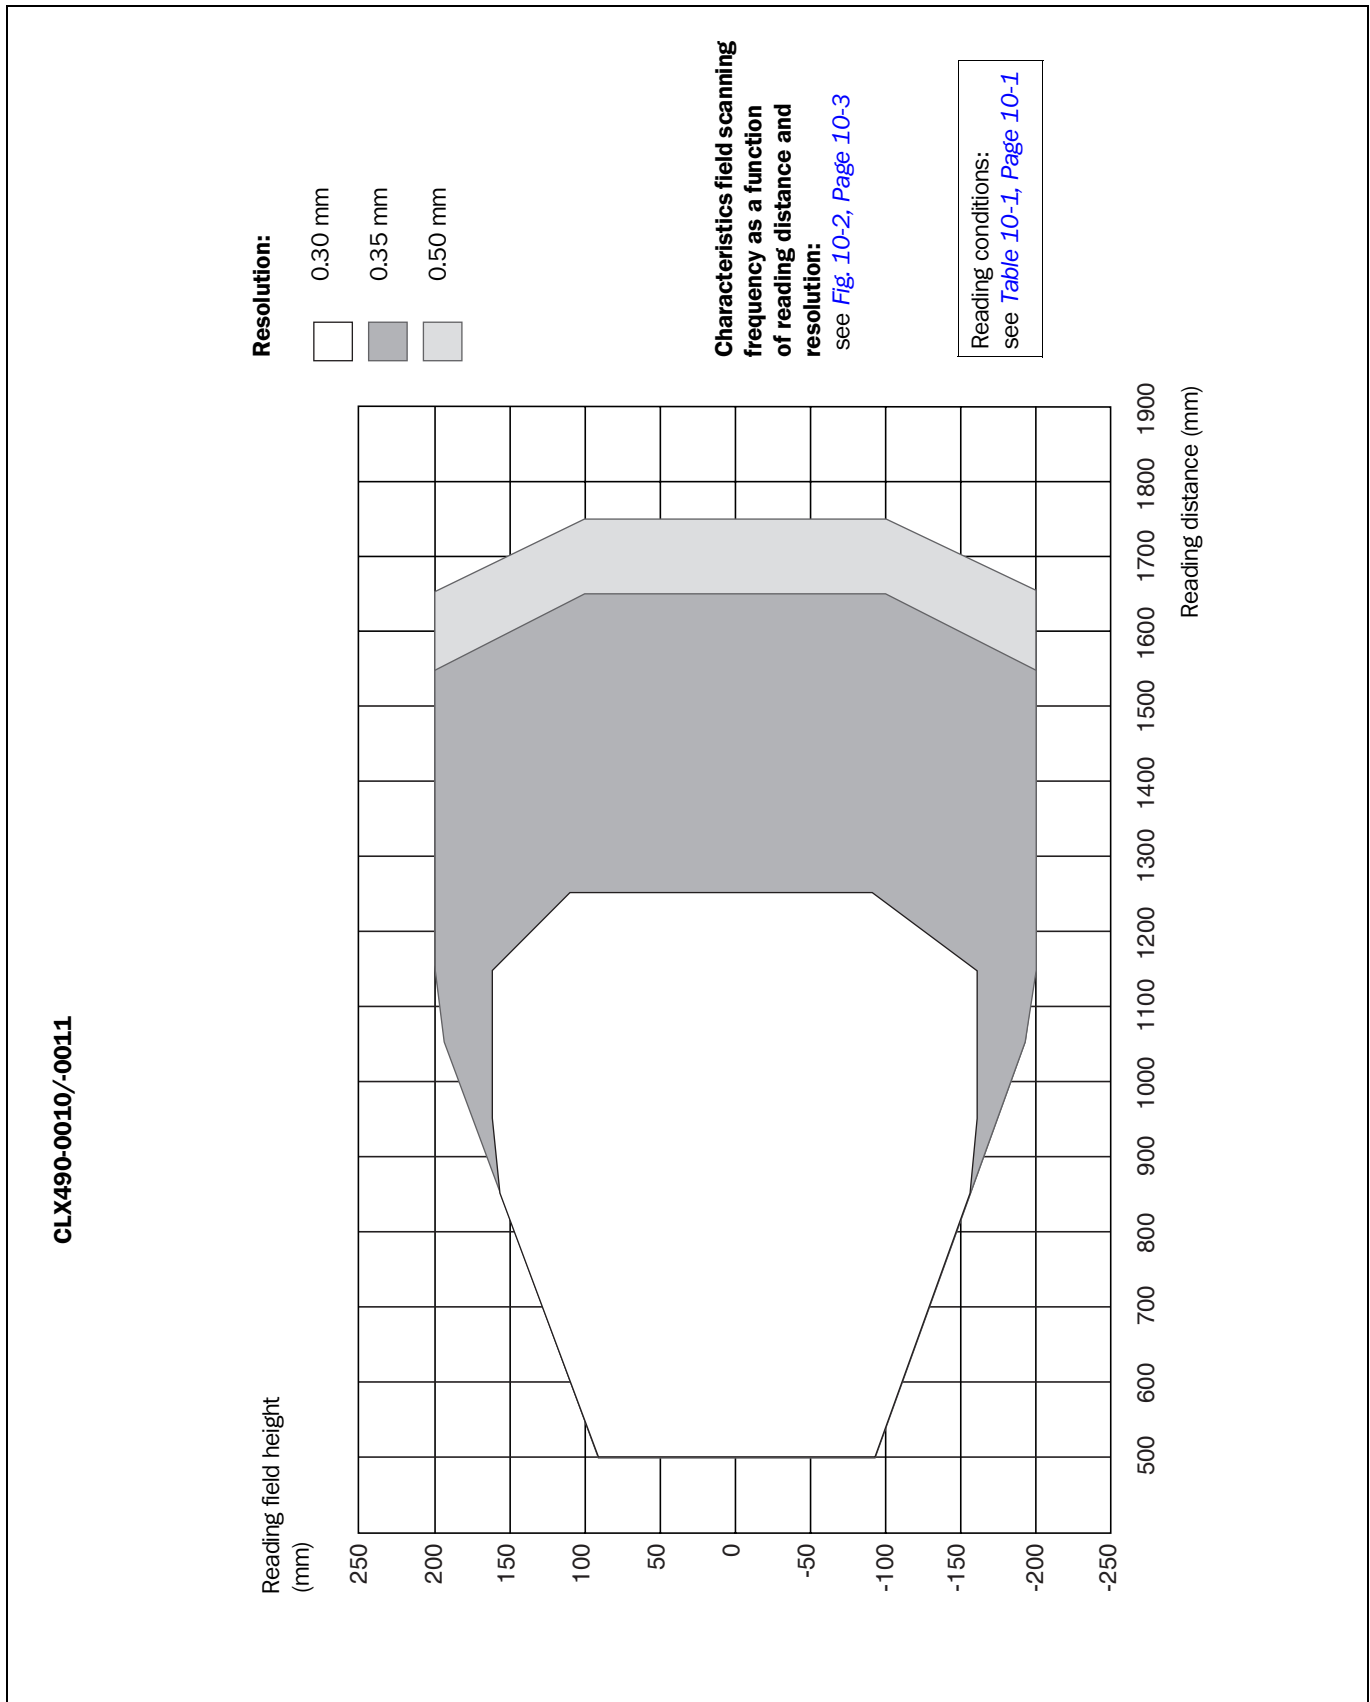 CLX490-0010/-0011
Reading field height
(mm)
250
200
150
100
50
0
-50
-100
-150
-200
-250
500
600
700
800
900
1000
1100
1200
1300
1400
1500
1600
1700
1800
1900
Reading distance (mm)
Resolution:
0.30 mm
0.35 mm
0.50 mm
Characteristics field scanning
frequency as a function
of reading distance and
resolution:
see Fig. 10-2, Page 10-3
Reading conditions:
see Table 10-1, Page 10-1